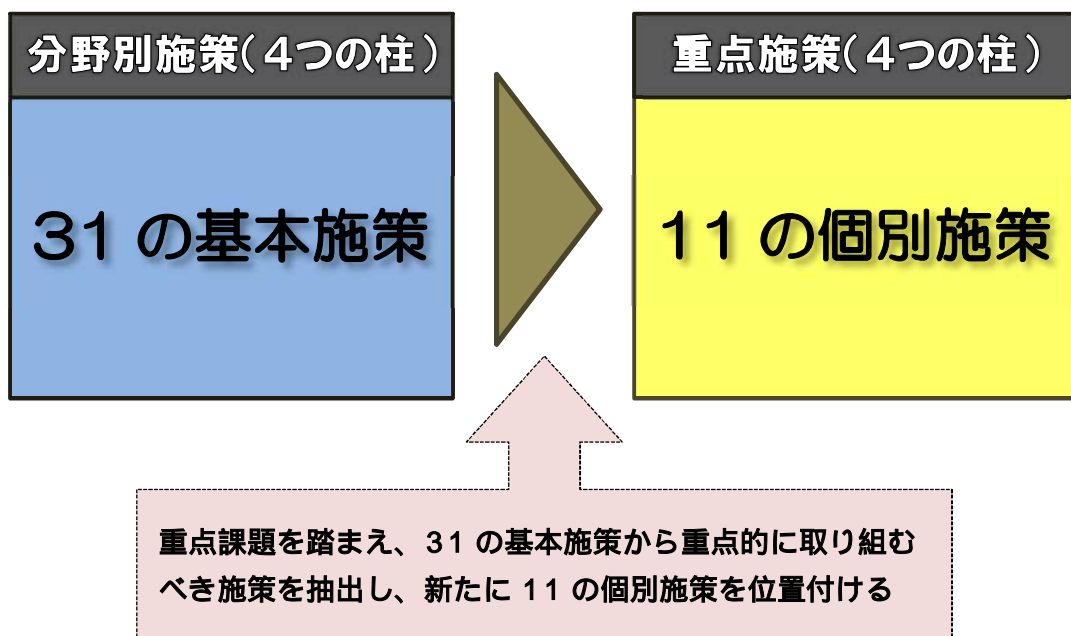 分野別施策(４つの柱)
31 の基本施策
重点施策(４つの柱)
11 の個別施策
重点課題を踏まえ、31 の基本施策から重点的に取り組む
べき施策を抽出し、新たに 11 の個別施策を位置付ける